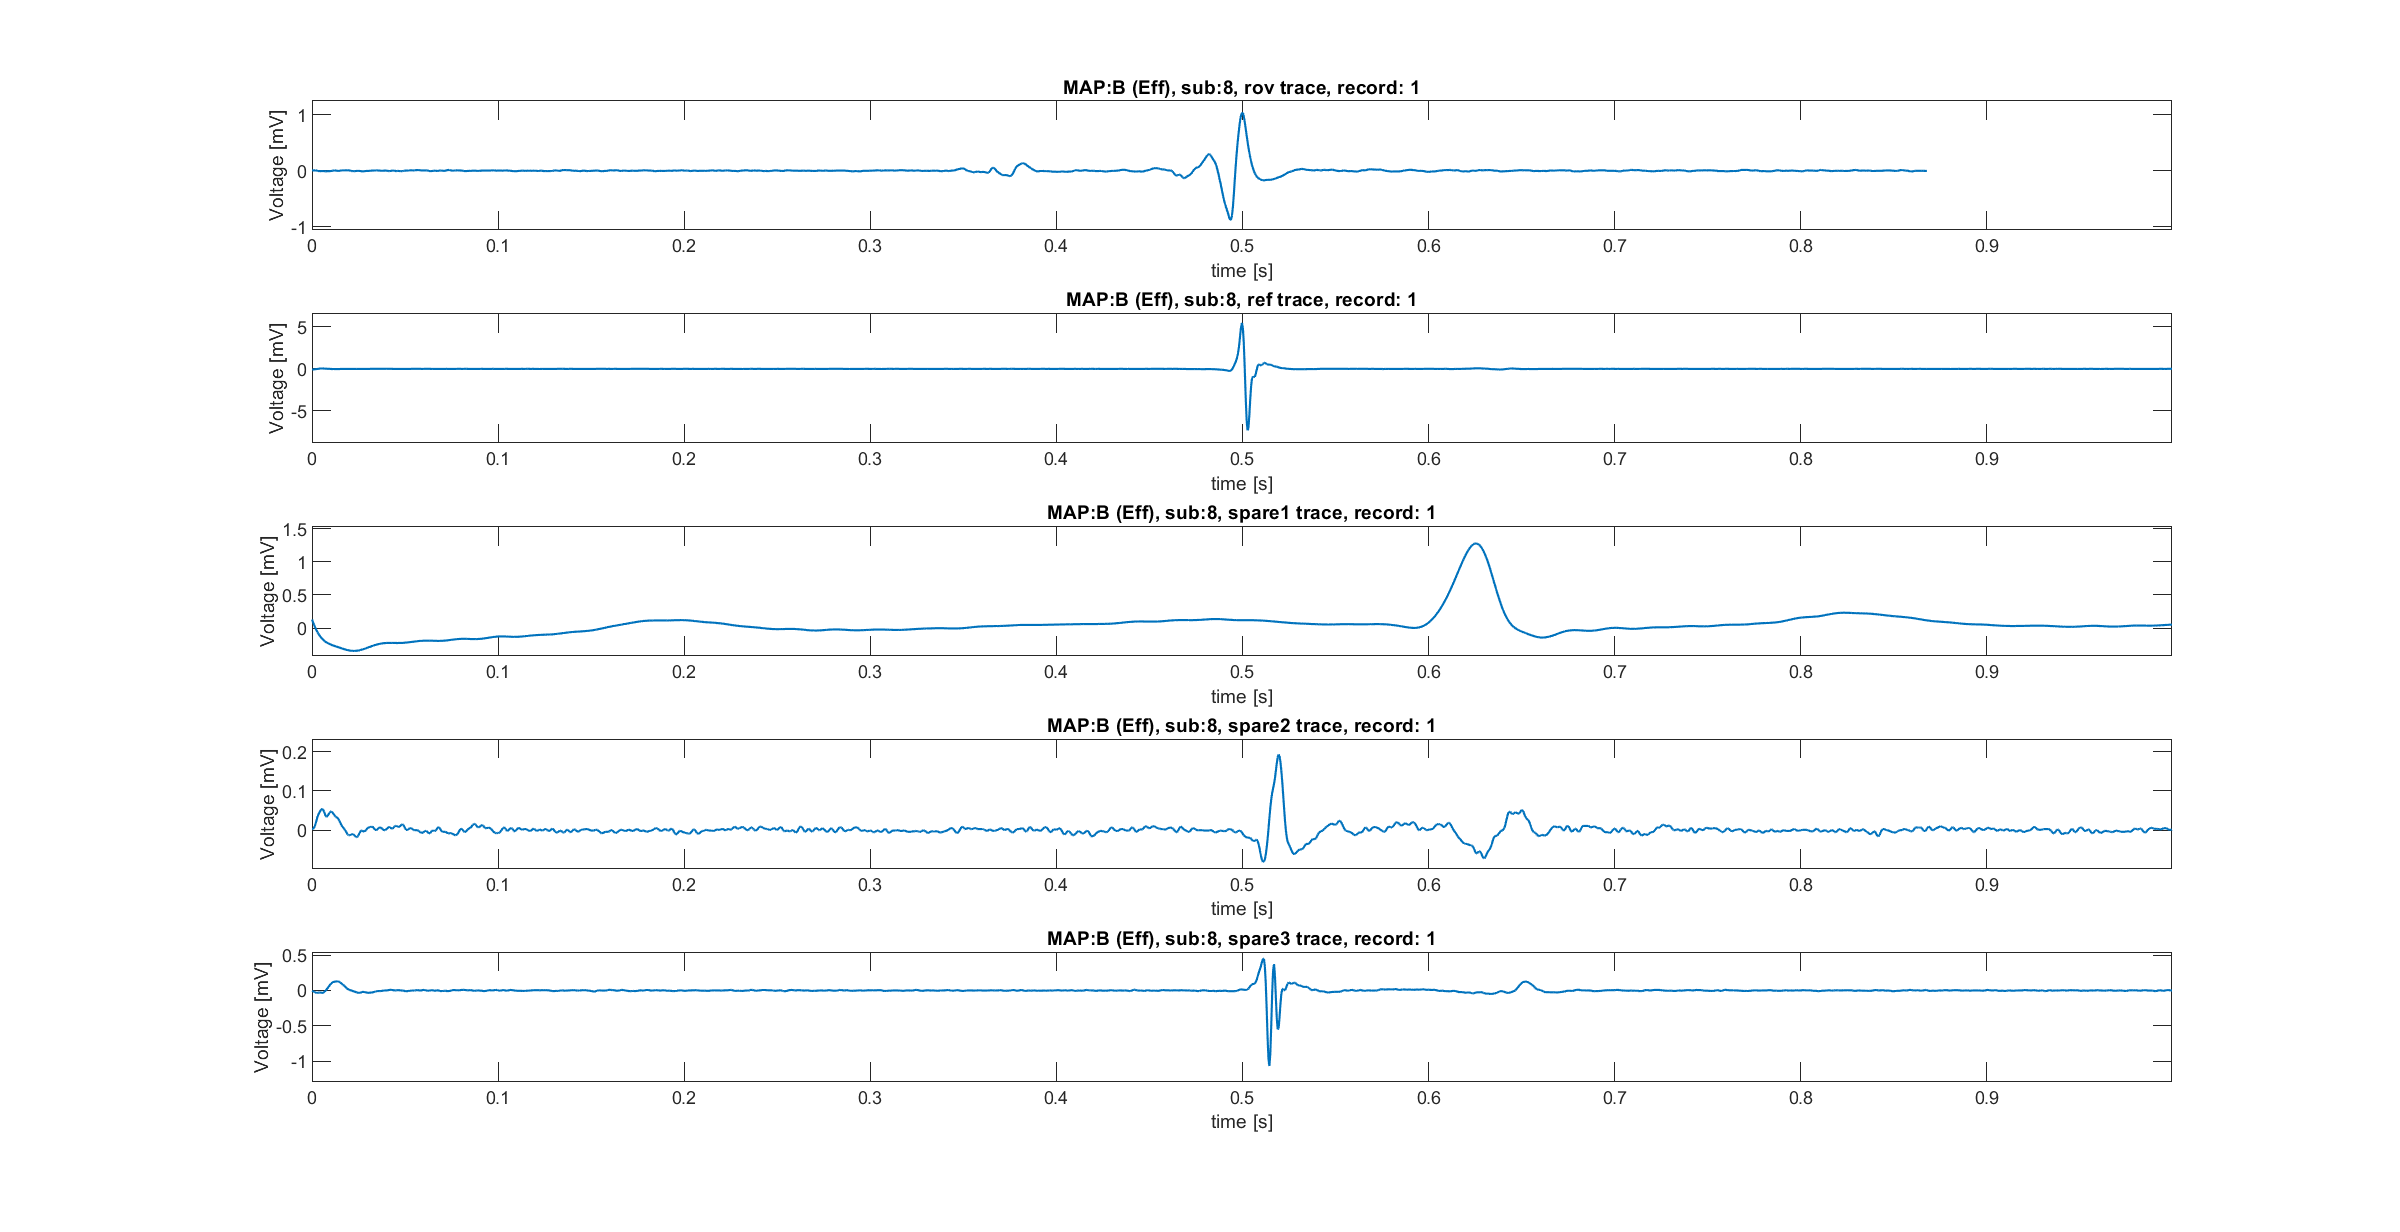 MAP:B (Eff), sub:8, rov trace, record: 1
Voltage [mV]
1
0
-1
0 0.1 0.2 0.3 0.4 0.5 0.6 0.7 0.8 0.9
time [s]
MAP:B (Eff), sub:8, ref trace, record: 1
Voltage [mV]
5
0
-5
0 0.1 0.2 0.3 0.4 0.5 0.6 0.7 0.8 0.9
time [s]
MAP:B (Eff), sub:8, spare1 trace, record: 1
Voltage [mV]
1.5
1
0.5
0
0 0.1 0.2 0.3 0.4 0.5 0.6 0.7 0.8 0.9
time [s]
MAP:B (Eff), sub:8, spare2 trace, record: 1
Voltage [mV]
0.2
0.1
0
0 0.1 0.2 0.3 0.4 0.5 0.6 0.7 0.8 0.9
time [s]
MAP:B (Eff), sub:8, spare3 trace, record: 1
Voltage [mV]
0.5
0
-0.5
-1
0 0.1 0.2 0.3 0.4 0.5 0.6 0.7 0.8 0.9
time [s]